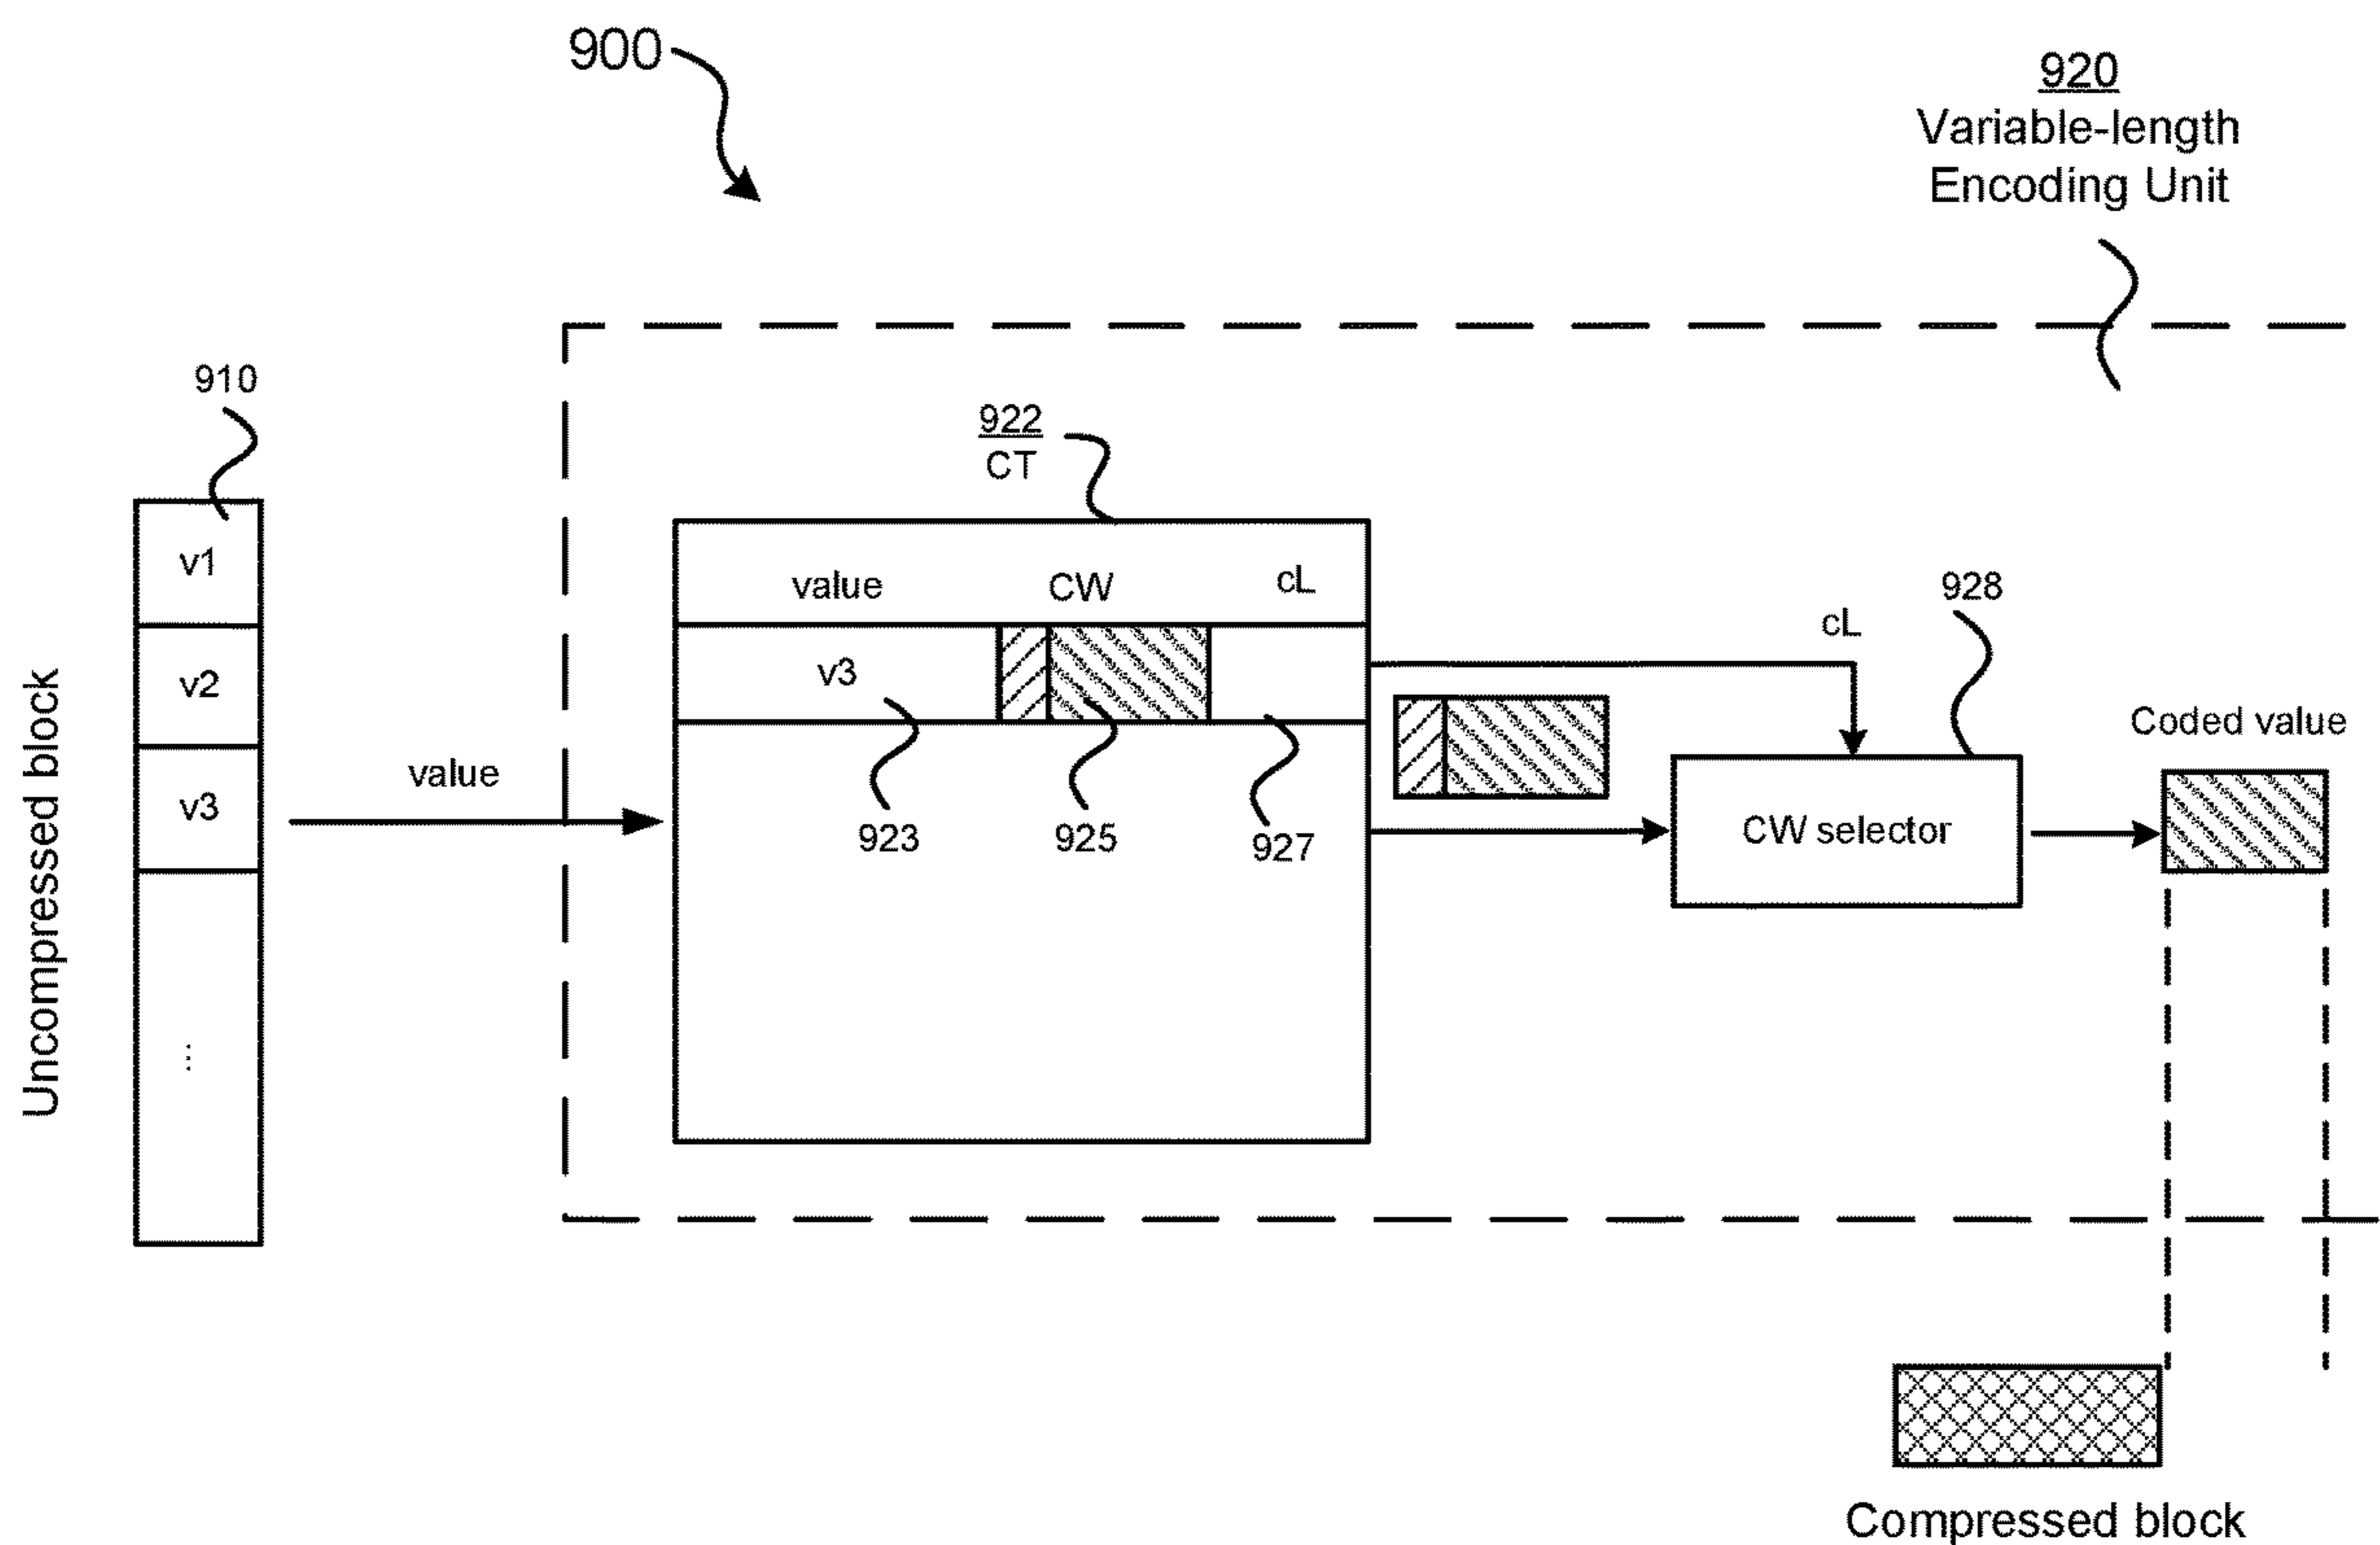 900
920
Variable-length
Encoding Unit
910
922
CT
v1
v2
v3
...
Uncompressed block
value
value CW cL
v3
923
925
927
cL
928
CW selector
Coded value
Compressed block